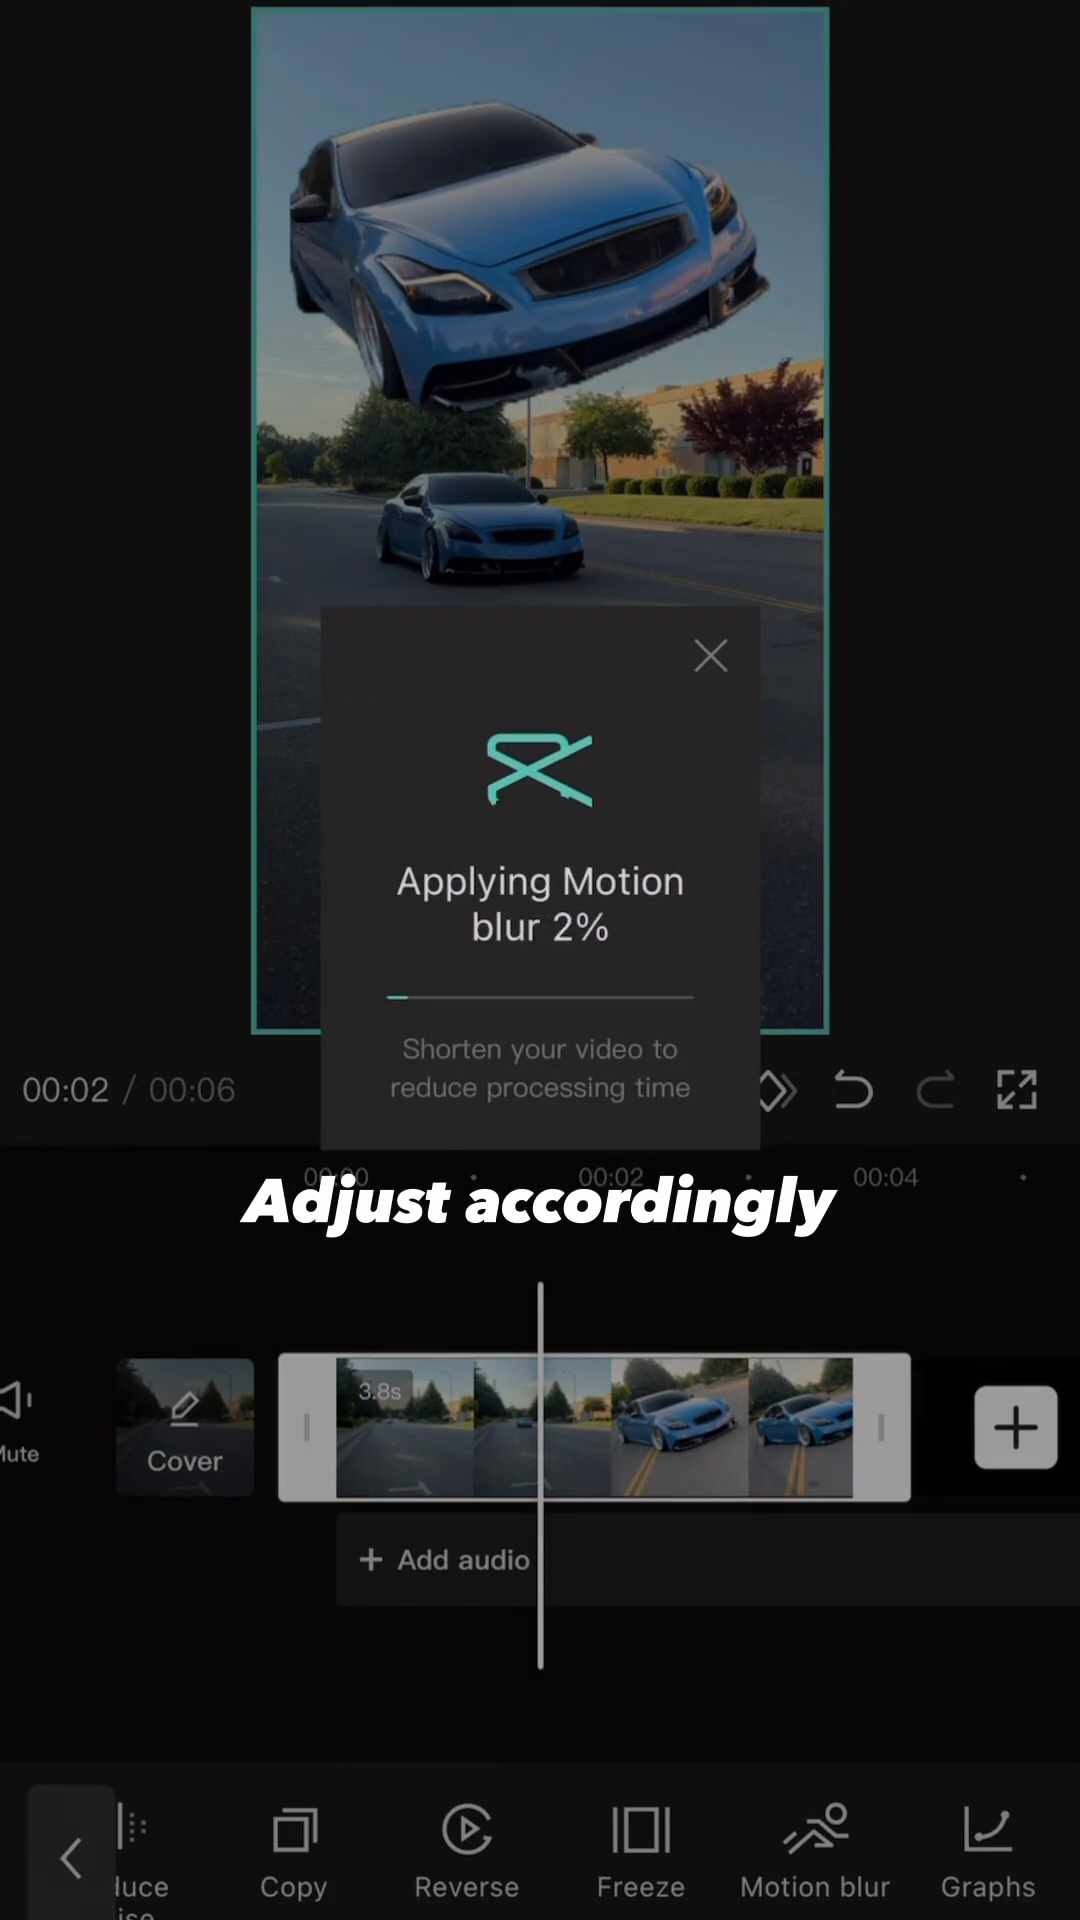 Applying Motion
blur 2%
Shorten your video to
reduce processing time
00:02 / 00:06
00:00
00:02
00:04
Adjust accordingly
Mute
3.8s
Cover
+ Add audio
Copy
Reverse
Freeze
Motion blur
Graphs